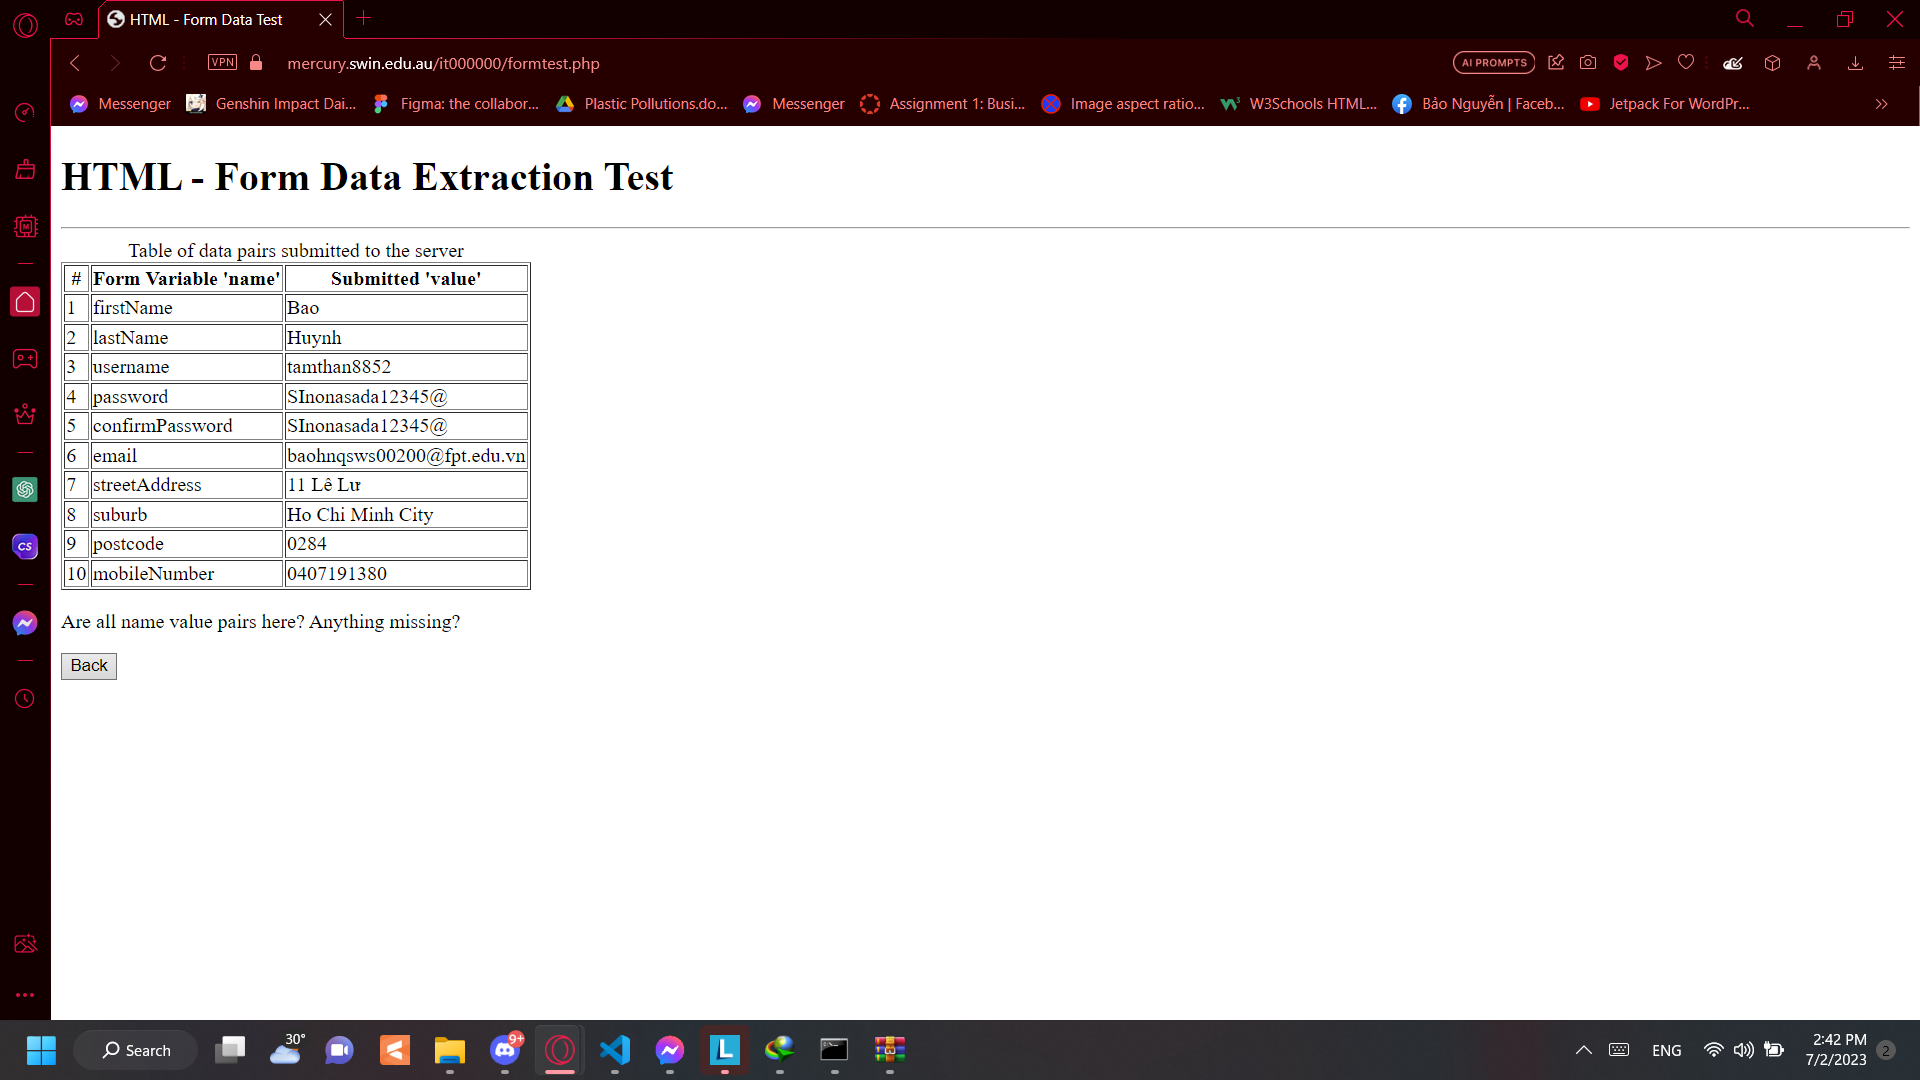 HTML - Form Data Test
VPN
mercury.swin.edu.au/it000000/formtest.php
AI PROMPTS
Messenger
Genshin Impact Dai...
Figma: the collabor...
Plastic Pollutions.do...
Messenger
Assignment 1: Busi...
Image aspect ratio...
W3Schools HTML...
Bảo Nguyễn | Faceb...
Jetpack For WordPr...
HTML - Form Data Extraction Test
Table of data pairs submitted to the server
# Form Variable 'name' Submitted 'value'
1 firstName Bao
2 lastName Huynh
3 username tamthan8852
4 password SInonasada12345@
5 confirmPassword SInonasada12345@
6 email baohnqsws00200@fpt.edu.vn
7 streetAddress 11 Lê Lư
8 suburb Ho Chi Minh City
9 postcode 0284
10 mobileNumber 0407191380
Are all name value pairs here? Anything missing?
Back
CS
Search
30°
9+
L
ENG
2:42 PM
7/2/2023
2